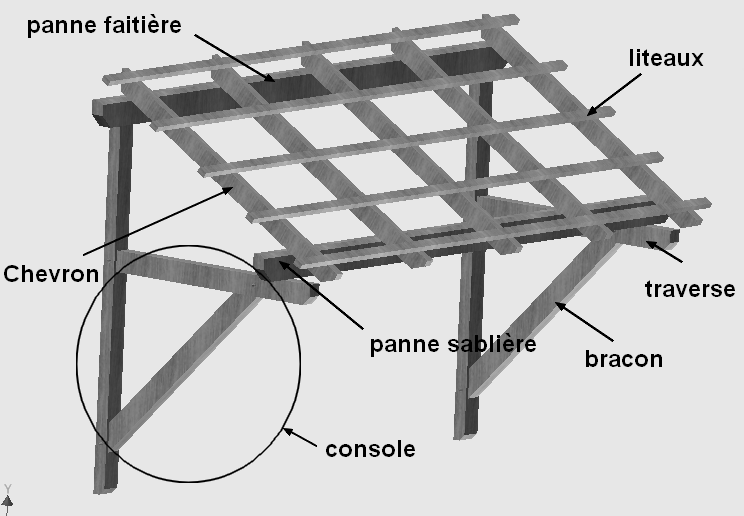 panne faitière
liteaux
Chevron
traverse
panne sablière
bracon
console
Y